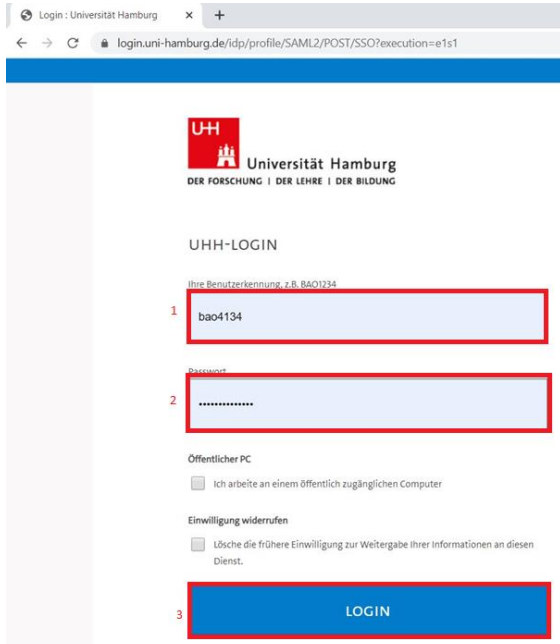 Login : Universität Hamburg
login.uni-hamburg.de/idp/profile/SAML2/POST/SSO?execution=e1s1
UHH
Universität Hamburg
DER FORSCHUNG | DER LEHRE | DER BILDUNG
UHH-LOGIN
Ihre Benutzerkennung, z.B. BAO1234
1
bao4134
Passwort
2
••••••••••••••
Öffentlicher PC
Ich arbeite an einem öffentlich zugänglichen Computer
Einwilligung widerrufen
Lösche die frühere Einwilligung zur Weitergabe Ihrer Informationen an diesen
Dienst.
3
LOGIN